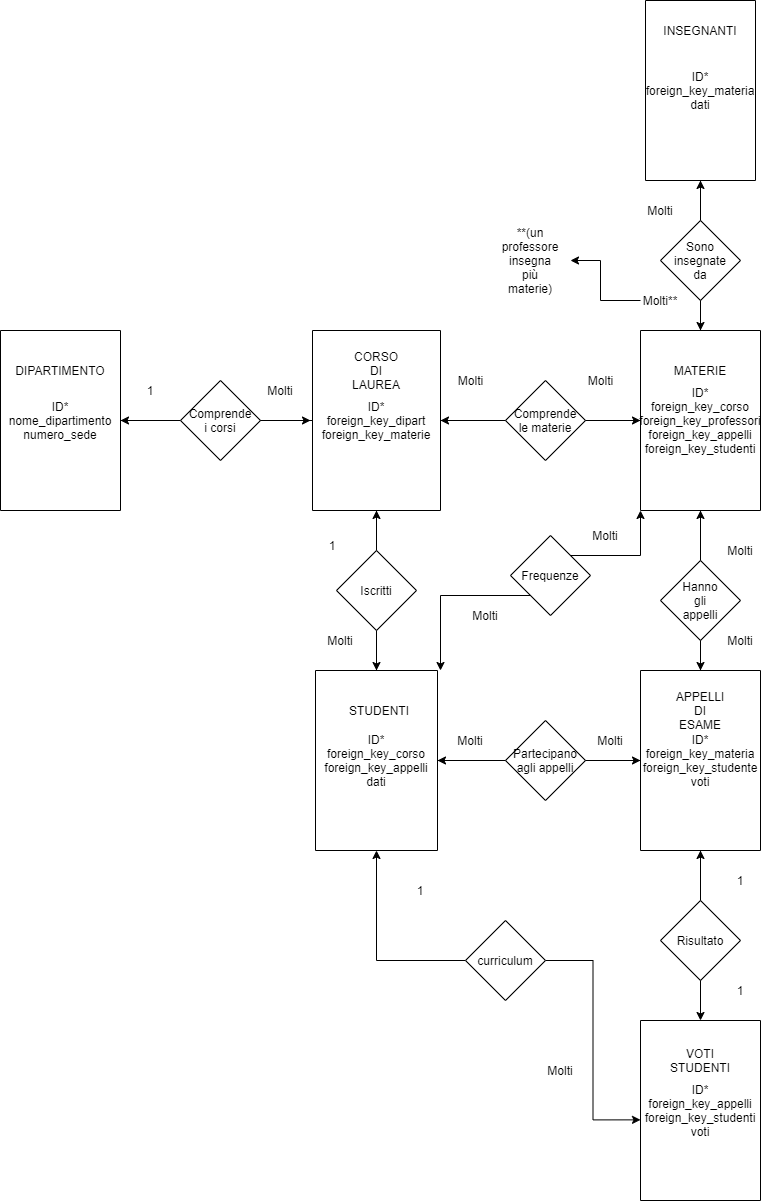 INSEGNANTI
ID*
foreign_key_materia
dati
Molti
Sono
insegnate
da
**(un
professore
insegna
più
materie)
Molti**
DIPARTIMENTO
ID*
nome_dipartimento
numero_sede
1
Comprende
i corsi
Molti
CORSO
DI
LAUREA
ID*
foreign_key_dipart
foreign_key_materie
Molti
Comprende
le materie
Molti
MATERIE
ID*
foreign_key_corso
foreign_key_professori
foreign_key_appelli
foreign_key_studenti
1
Iscritti
Molti
Molti
Frequenze
Molti
Molti
Hanno
gli
appelli
Molti
STUDENTI
ID*
foreign_key_corso
foreign_key_appelli
dati
Molti
Partecipano
agli appelli
Molti
APPELLI
DI
ESAME
ID*
foreign_key_materia
foreign_key_studente
voti
1
curriculum
Molti
1
Risultato
1
VOTI
STUDENTI
ID*
foreign_key_appelli
foreign_key_studenti
voti